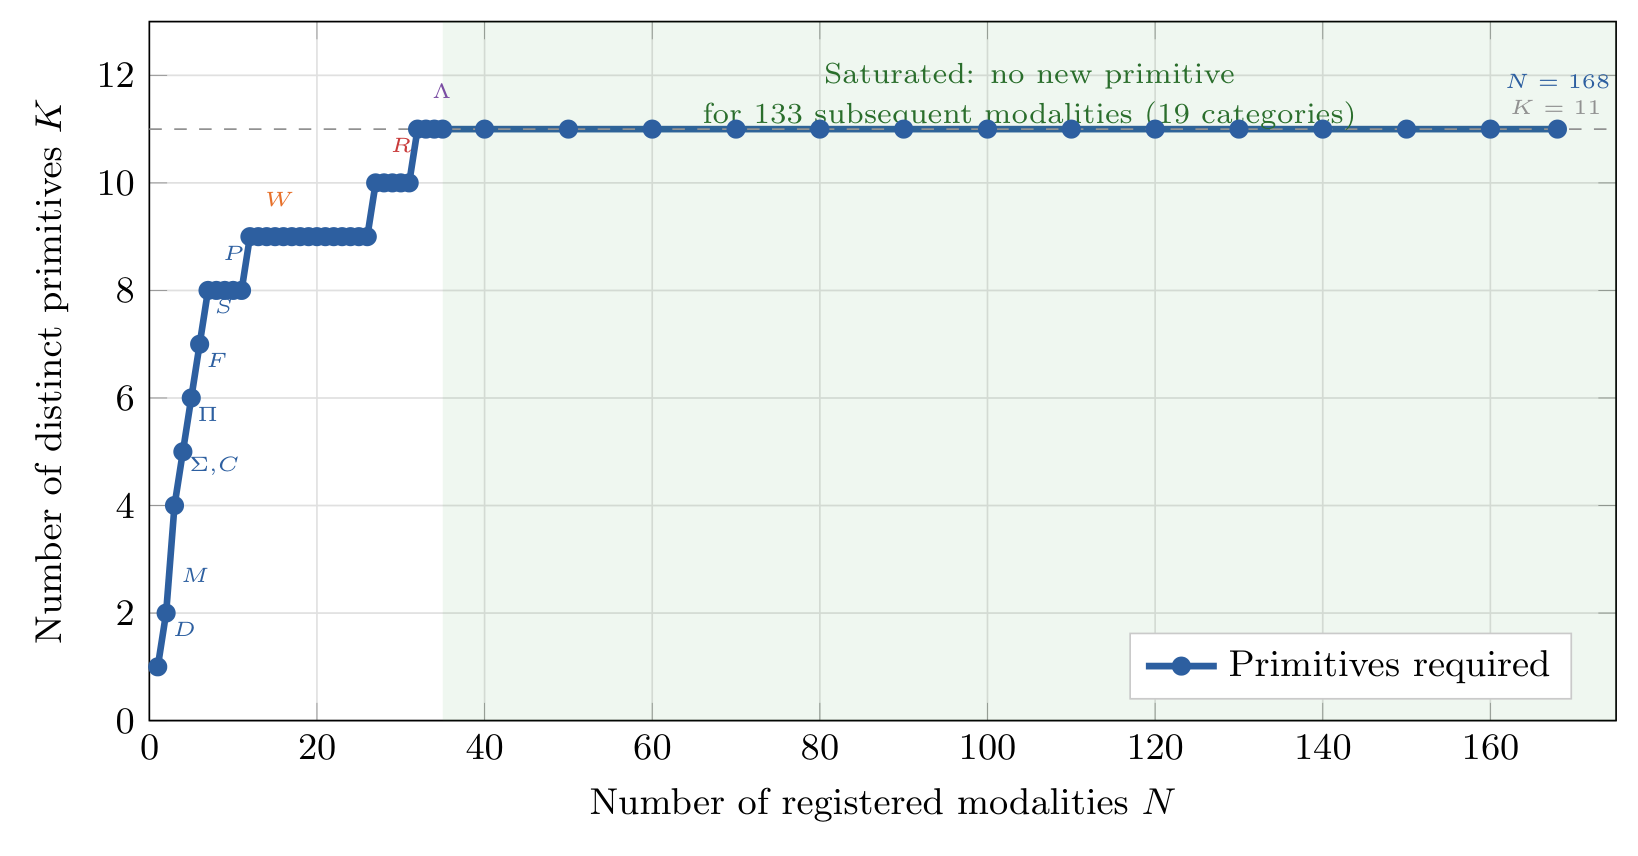 Number of distinct primitives K
12
10
8
6
4
2
0
Saturated: no new primitive
for 133 subsequent modalities (19 categories)
N = 168
K = 11
Λ
R
W
P
S
F
Π
Σ, C
M
D
Primitives required
0
20
40
60
80
100
120
140
160
Number of registered modalities N